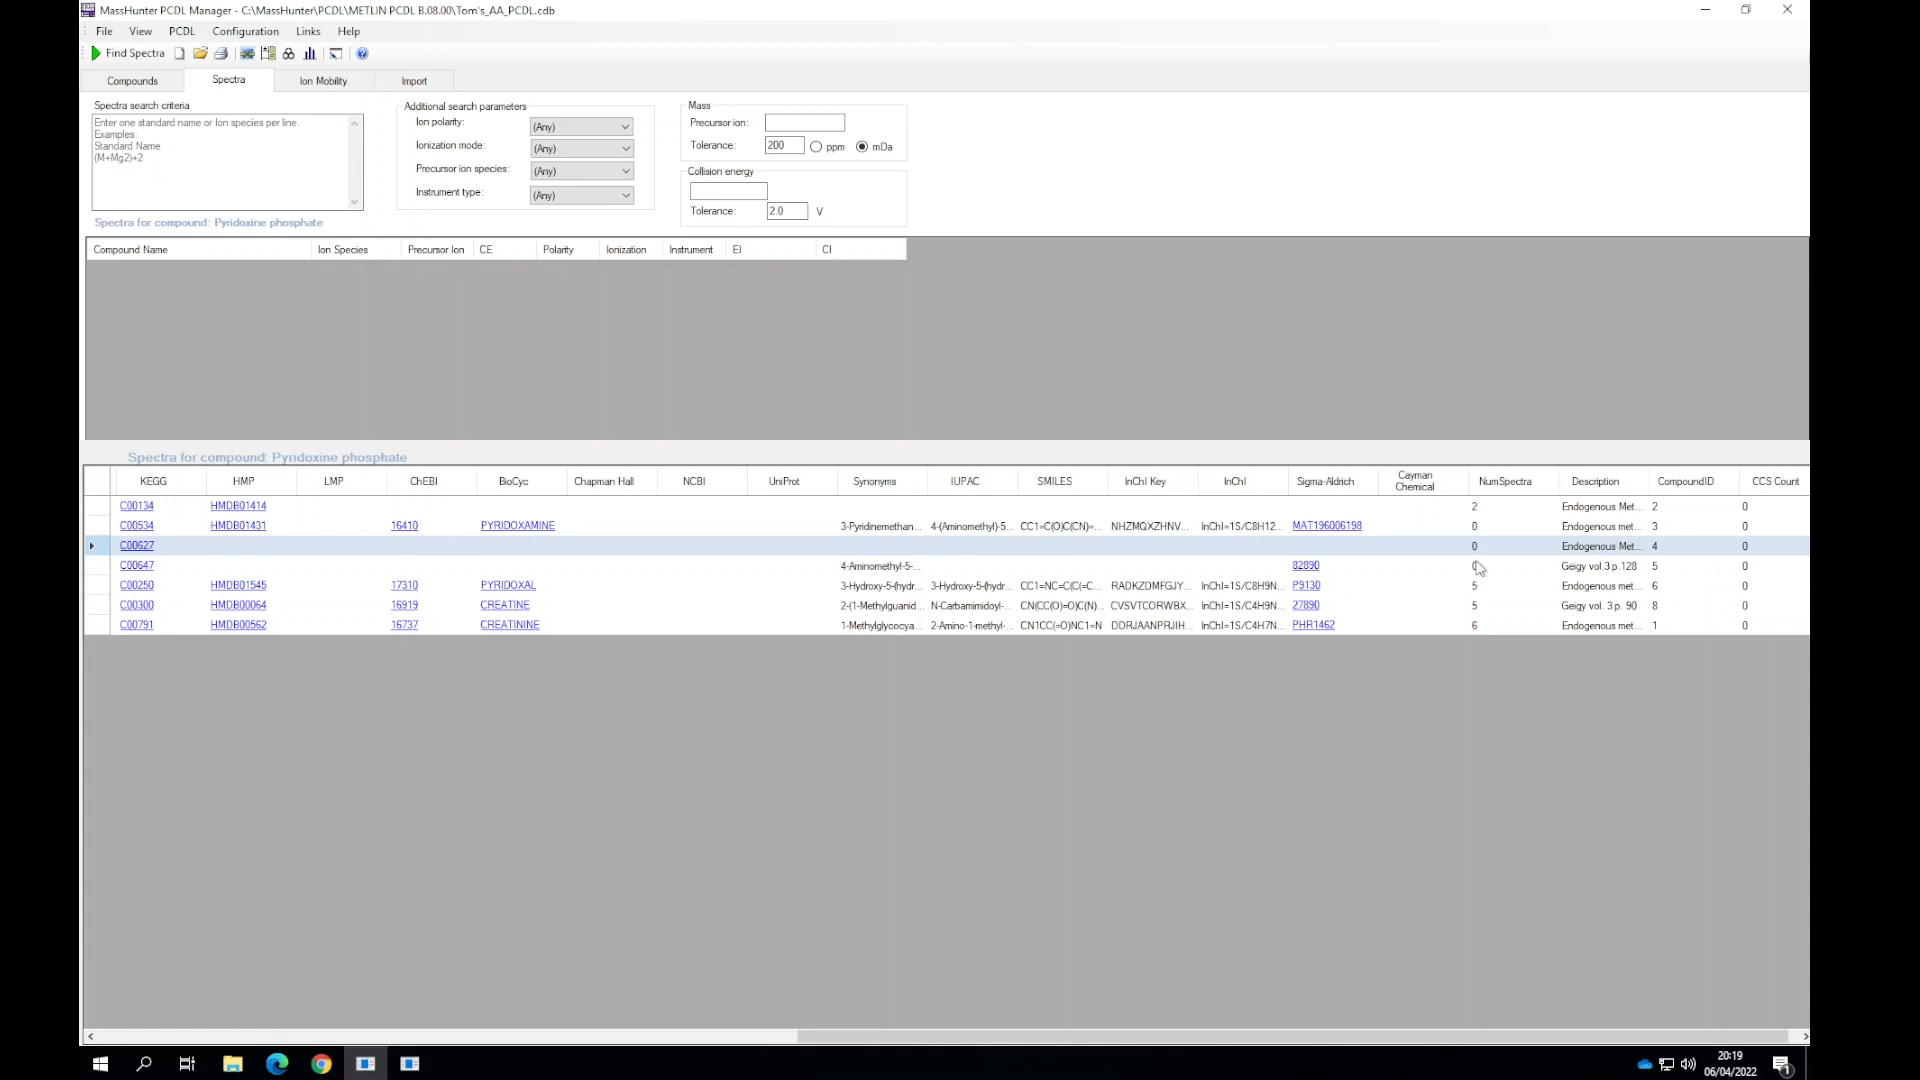 MassHunter PCDL Manager - C:\MassHunter\PCDL\METLIN PCDL B.08.00\Tom's_AA_PCDL.cdb
File View PCDL Configuration Links Help
Find Spectra
Compounds Spectra Ion Mobility Import
Spectra search criteria
Enter one standard name or Ion species per line.
Examples:
Standard Name
(M+Mg2)+2
Additional search parameters
Ion polarity: (Any)
Ionization mode: (Any)
Precursor ion species: (Any)
Instrument type: (Any)
Mass
Precursor ion:
Tolerance: 200 ppm mDa
Collision energy
Tolerance: 2.0 V
Spectra for compound: Pyridoxine phosphate
Compound Name Ion Species Precursor Ion CE Polarity Ionization Instrument EI CI
Spectra for compound: Pyridoxine phosphate
KEGG HMP LMP ChEBI BioCyc Chapman Hall NCBI UniProt Synonyms IUPAC SMILES InChI Key InChI Sigma-Aldrich Cayman Chemical NumSpectra Description CompoundID CCS Count
C00134 HMDB01414 2 Endogenous Met... 2 0
C00534 HMDB01431 16410 PYRIDOXAMINE 3-Pyridinemethan... 4-(Aminomethyl)-5... CC1=C(O)C(CN)=... NHZMQXZHNV... InChI=1S/C8H12... MAT196006198 0 Endogenous met... 3 0
C00627 0 Endogenous Met... 4 0
C00647 4-Aminomethyl-5-... 82890 0 Geigy vol.3 p.128 5 0
C00250 HMDB01545 17310 PYRIDOXAL 3-Hydroxy-5-(hydr... 3-Hydroxy-5-(hydr... CC1=NC=C(C(=C... RADKZDMFGJY... InChI=1S/C8H9N... P9130 5 Endogenous met... 6 0
C00300 HMDB00064 16919 CREATINE 2-(1-Methylguanid... N-Carbamimidoyl-... CN(CC(O)=O)C(N)... CVSVTCORWBX... InChI=1S/C4H9N... 27890 5 Geigy vol. 3 p. 90 8 0
C00791 HMDB00562 16737 CREATININE 1-Methylglycocya... 2-Amino-1-methyl-... CN1CC(=O)NC1=N DDRJAANPRJIH... InChI=1S/C4H7N... PHR1462 6 Endogenous met... 1 0
20:19
06/04/2022
1